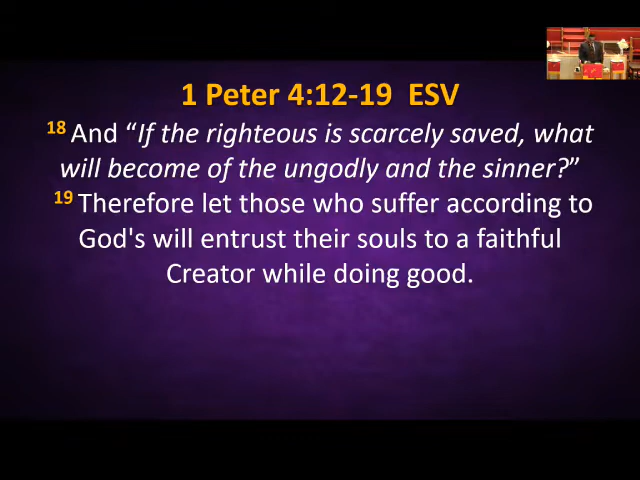 1 Peter 4:12-19 ESV
18 And “If the righteous is scarcely saved, what
will become of the ungodly and the sinner?”
19 Therefore let those who suffer according to
God's will entrust their souls to a faithful
Creator while doing good.